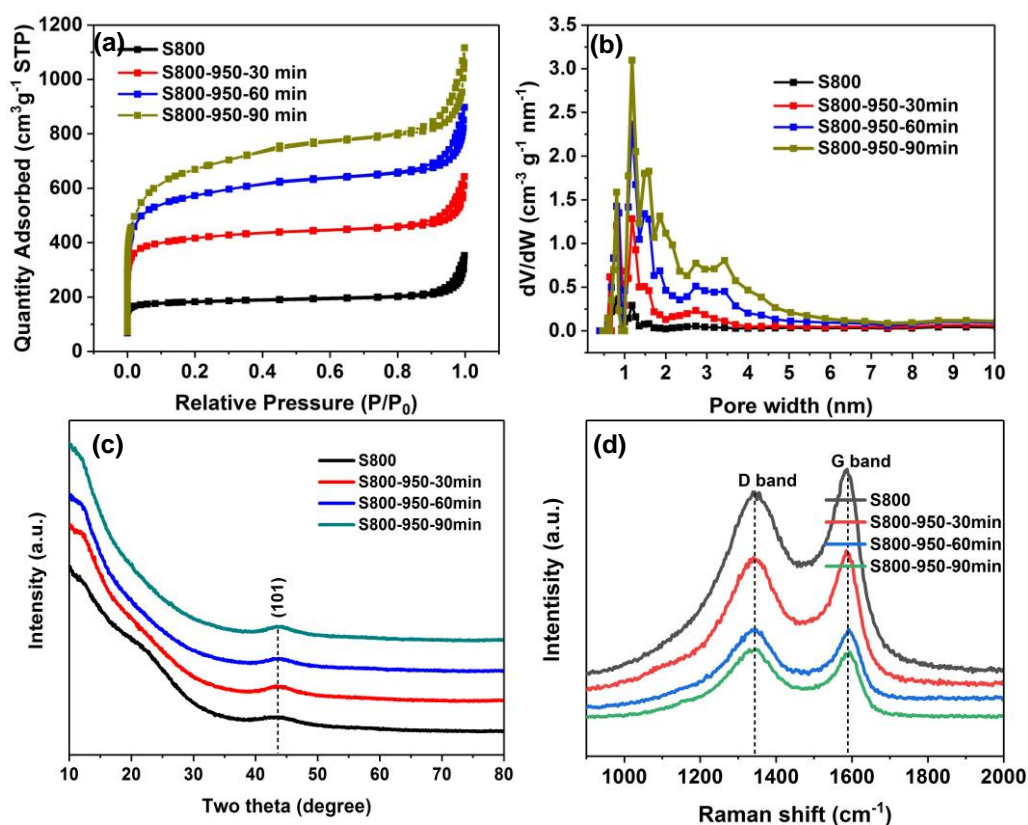 (a)
S800
S800-950-30 min
S800-950-60 min
S800-950-90 min
Quantity Adsorbed (cm³g⁻¹ STP)
1200
1000
800
600
400
200
0
0.0 0.2 0.4 0.6 0.8 1.0
Relative Pressure (P/P₀)
(b)
S800
S800-950-30min
S800-950-60min
S800-950-90min
dV/dW (cm⁻³ g⁻¹ nm⁻¹)
3.5
3.0
2.5
2.0
1.5
1.0
0.5
0.0
1 2 3 4 5 6 7 8 9 10
Pore width (nm)
(c)
S800
S800-950-30min
S800-950-60min
S800-950-90min
(101)
Intensity (a.u.)
10 20 30 40 50 60 70 80
Two theta (degree)
(d)
D band
G band
S800
S800-950-30min
S800-950-60min
S800-950-90min
Intentisity (a.u.)
1000 1200 1400 1600 1800 2000
Raman shift (cm⁻¹)